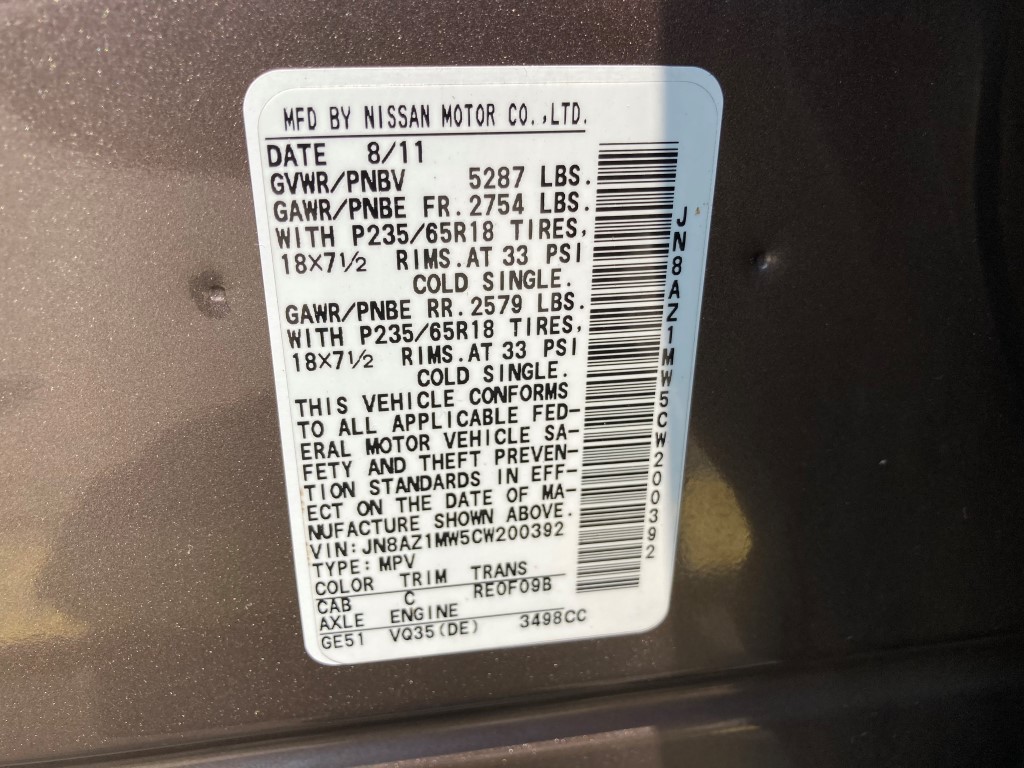 MFD BY NISSAN MOTOR CO.,LTD.
DATE 8/11
GVWR/PNBV 5287 LBS.
GAWR/PNBE FR. 2754 LBS.
WITH P235/65R18 TIRES,
18×7½ RIMS.AT 33 PSI
COLD SINGLE.
GAWR/PNBE RR. 2579 LBS.
WITH P235/65R18 TIRES,
18×7½ RIMS.AT 33 PSI
COLD SINGLE.
THIS VEHICLE CONFORMS
TO ALL APPLICABLE FED-
ERAL MOTOR VEHICLE SA-
FETY AND THEFT PREVEN-
TION STANDARDS IN EFF-
ECT ON THE DATE OF MA-
NUFACTURE SHOWN ABOVE.
VIN:JN8AZ1MW5CW200392
TYPE:MPV
COLOR TRIM TRANS
CAB C RE0F09B
AXLE ENGINE
GE51 VQ35(DE) 3498CC
JN8AZ1MW5CW200392